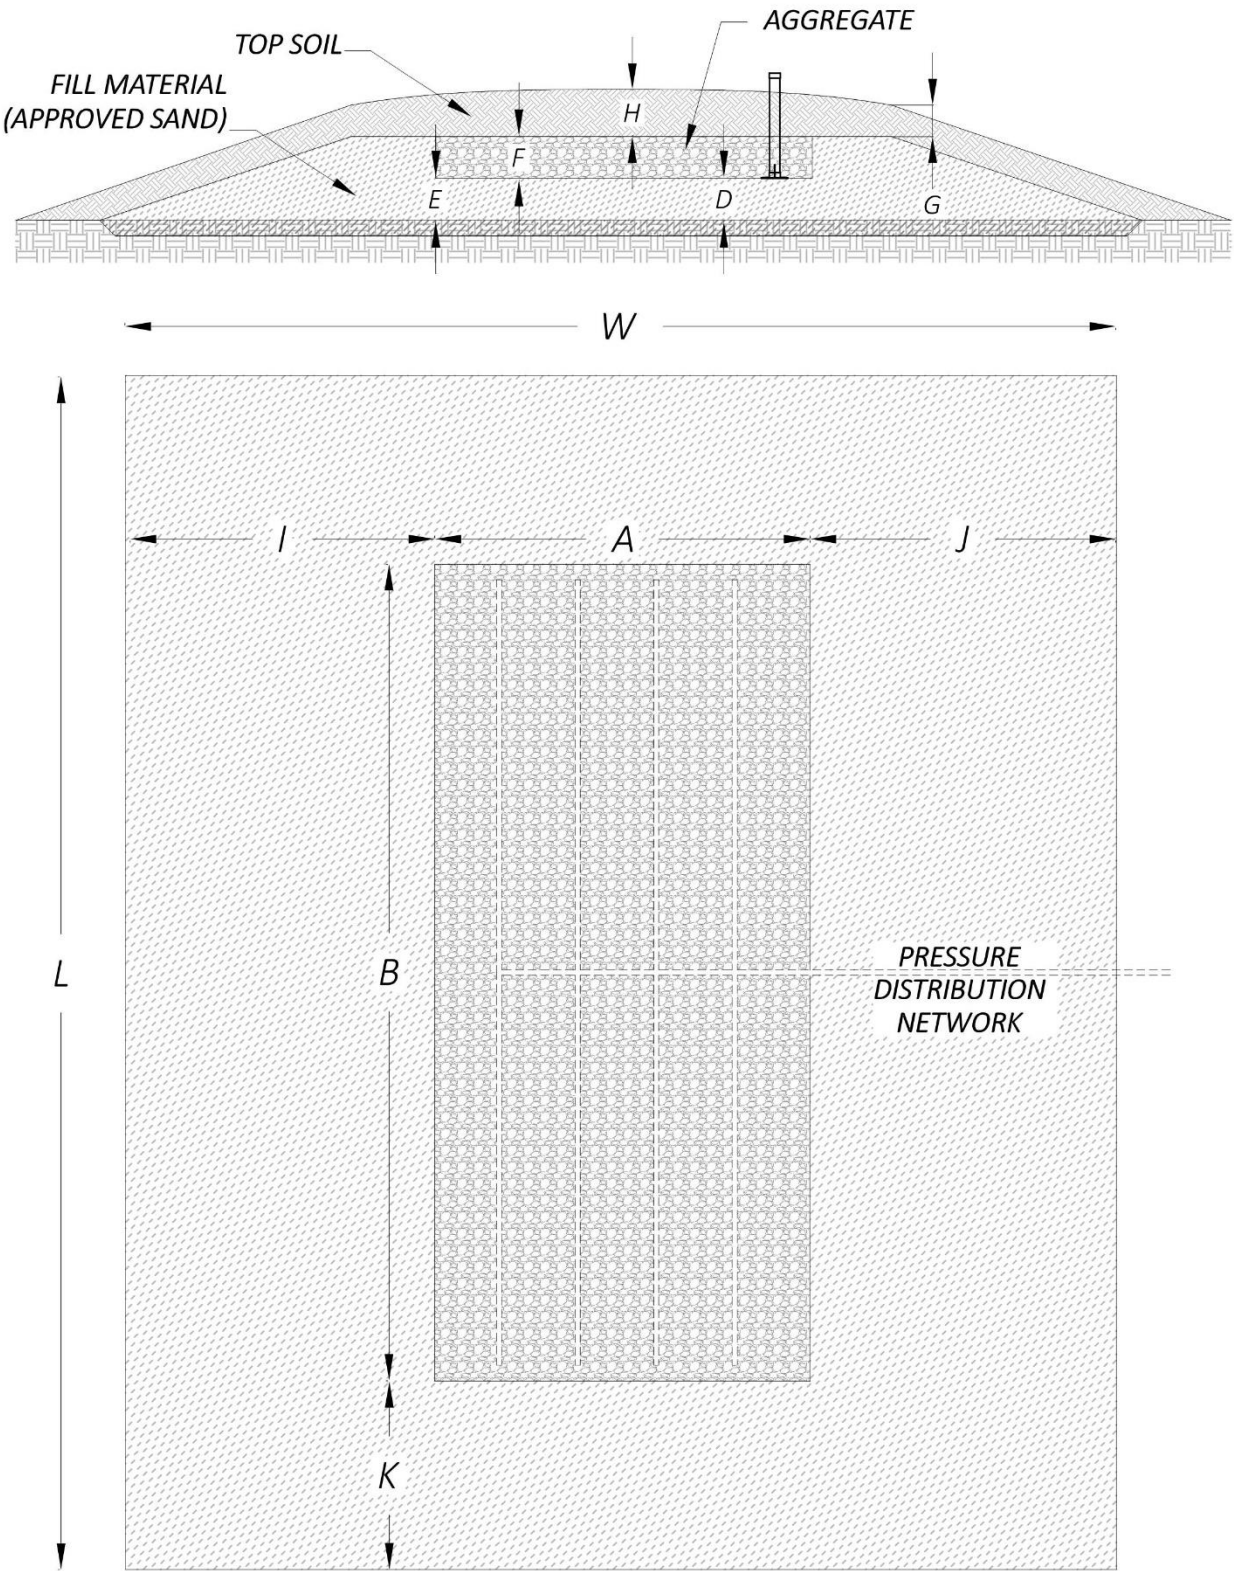 AGGREGATE
TOP SOIL
FILL MATERIAL
(APPROVED SAND)
H
F
E
D
G
W
I
A
J
L
B
PRESSURE
DISTRIBUTION
NETWORK
K